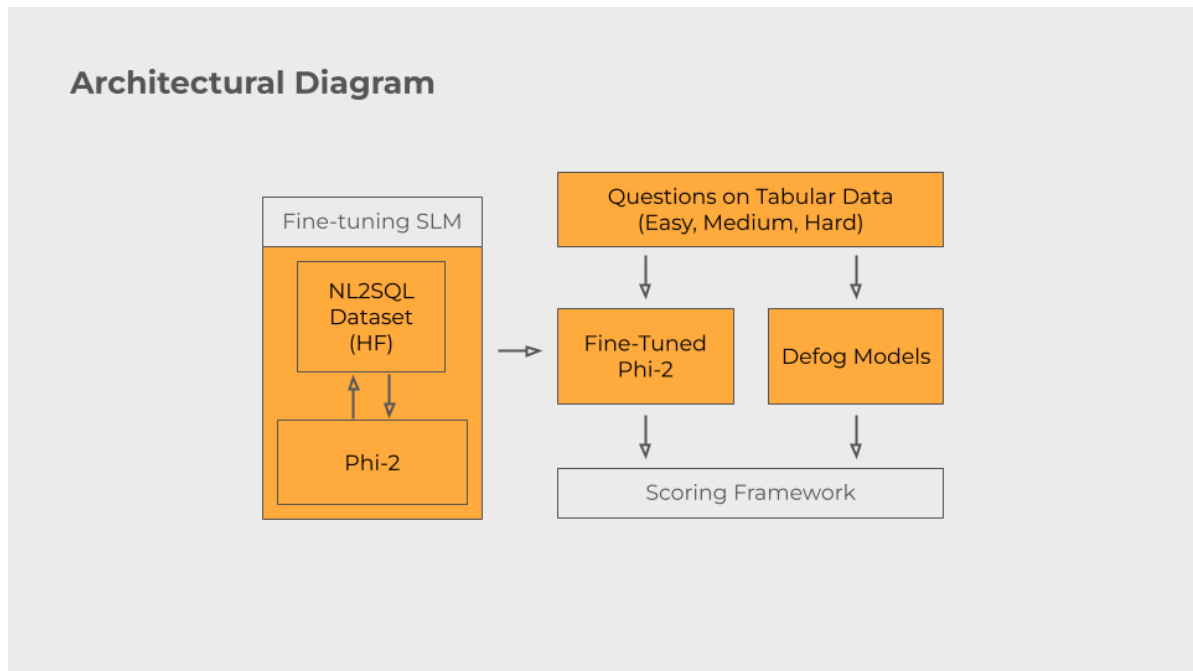 Architectural Diagram
Fine-tuning SLM
NL2SQL
Dataset
(HF)
Phi-2
Questions on Tabular Data
(Easy, Medium, Hard)
Fine-Tuned
Phi-2
Defog Models
Scoring Framework